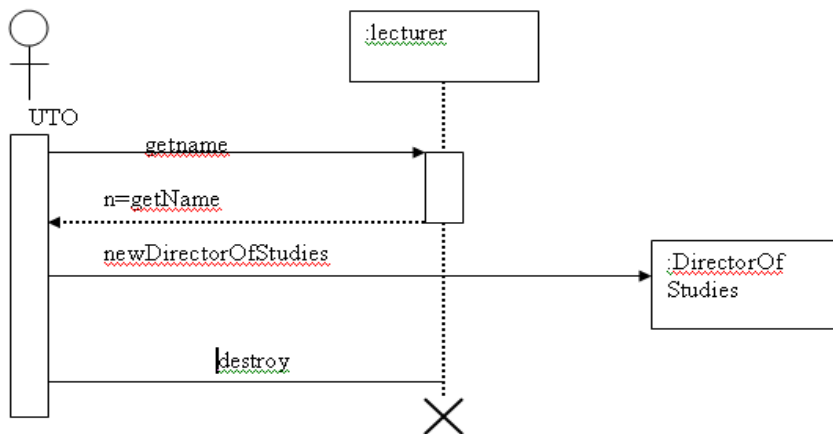 :lecturer
UTO
getname
n=getName
newDirectorOfStudies
:DirectorOf
Studies
destroy